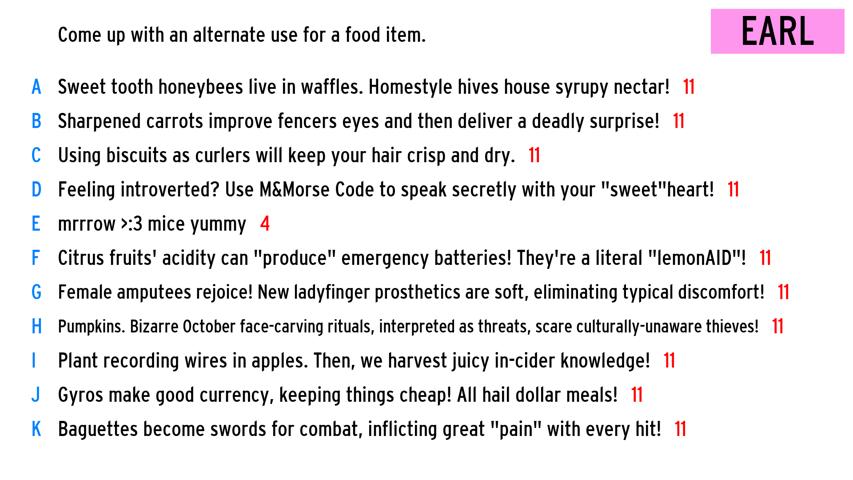 Come up with an alternate use for a food item.
EARL
A Sweet tooth honeybees live in waffles. Homestyle hives house syrupy nectar! 11
B Sharpened carrots improve fencers eyes and then deliver a deadly surprise! 11
C Using biscuits as curlers will keep your hair crisp and dry. 11
D Feeling introverted? Use M&Morse Code to speak secretly with your "sweet"heart! 11
E mrrrow >:3 mice yummy 4
F Citrus fruits' acidity can "produce" emergency batteries! They're a literal "lemonAID"! 11
G Female amputees rejoice! New ladyfinger prosthetics are soft, eliminating typical discomfort! 11
H Pumpkins. Bizarre October face-carving rituals, interpreted as threats, scare culturally-unaware thieves! 11
I Plant recording wires in apples. Then, we harvest juicy in-cider knowledge! 11
J Gyros make good currency, keeping things cheap! All hail dollar meals! 11
K Baguettes become swords for combat, inflicting great "pain" with every hit! 11